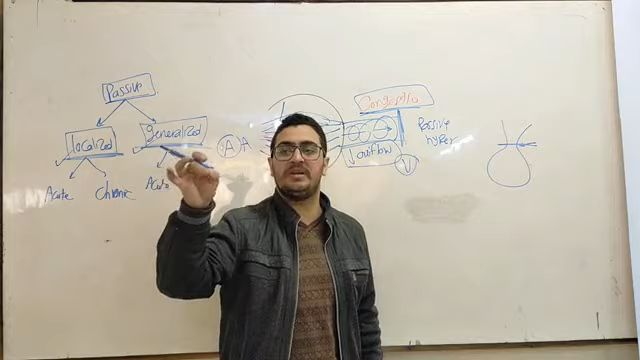 Passive
localized
generalized
Acute
Chronic
Acute
A
A
Congestion
↓ outflow
V
Passive
hyper